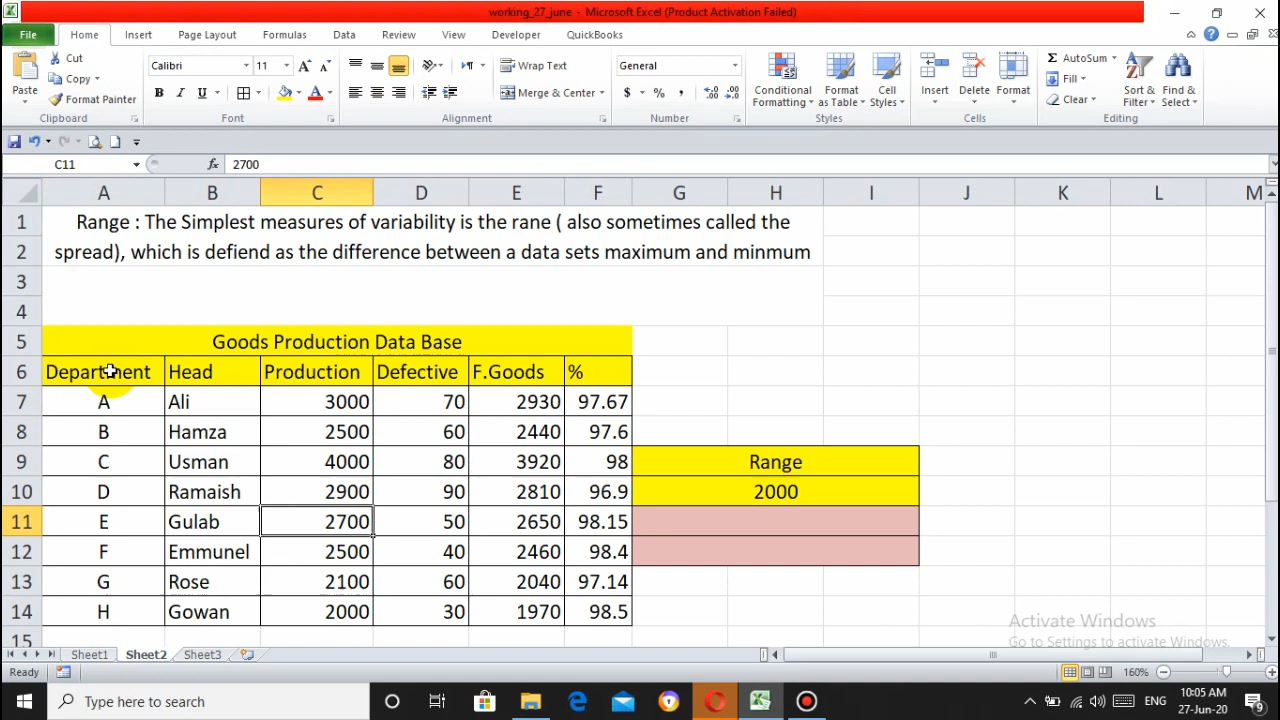 working_27_june - Microsoft Excel (Product Activation Failed)
File Home Insert Page Layout Formulas Data Review View Developer QuickBooks
Paste Cut Copy Format Painter Clipboard
Calibri 11 B I U A A A Font
Wrap Text Merge & Center Alignment
General $ % , .00 Number
Conditional Formatting Format as Table Cell Styles Styles
Insert Delete Format Cells
Σ AutoSum Fill Clear Sort & Filter Find & Select Editing
C11 fx 2700
A B C D E F G H I J K L M
1 Range : The Simplest measures of variability is the rane ( also sometimes called the
2 spread), which is defiend as the difference between a data sets maximum and minmum
3
4
5 Goods Production Data Base
6 Department Head Production Defective F.Goods %
7 A Ali 3000 70 2930 97.67
8 B Hamza 2500 60 2440 97.6
9 C Usman 4000 80 3920 98 Range
10 D Ramaish 2900 90 2810 96.9 2000
11 E Gulab 2700 50 2650 98.15
12 F Emmunel 2500 40 2460 98.4
13 G Rose 2100 60 2040 97.14
14 H Gowan 2000 30 1970 98.5
15
Activate Windows
Go to Settings to activate Windows.
Sheet1 Sheet2 Sheet3
Ready 160%
Type here to search ENG 10:05 AM
27-Jun-20 9